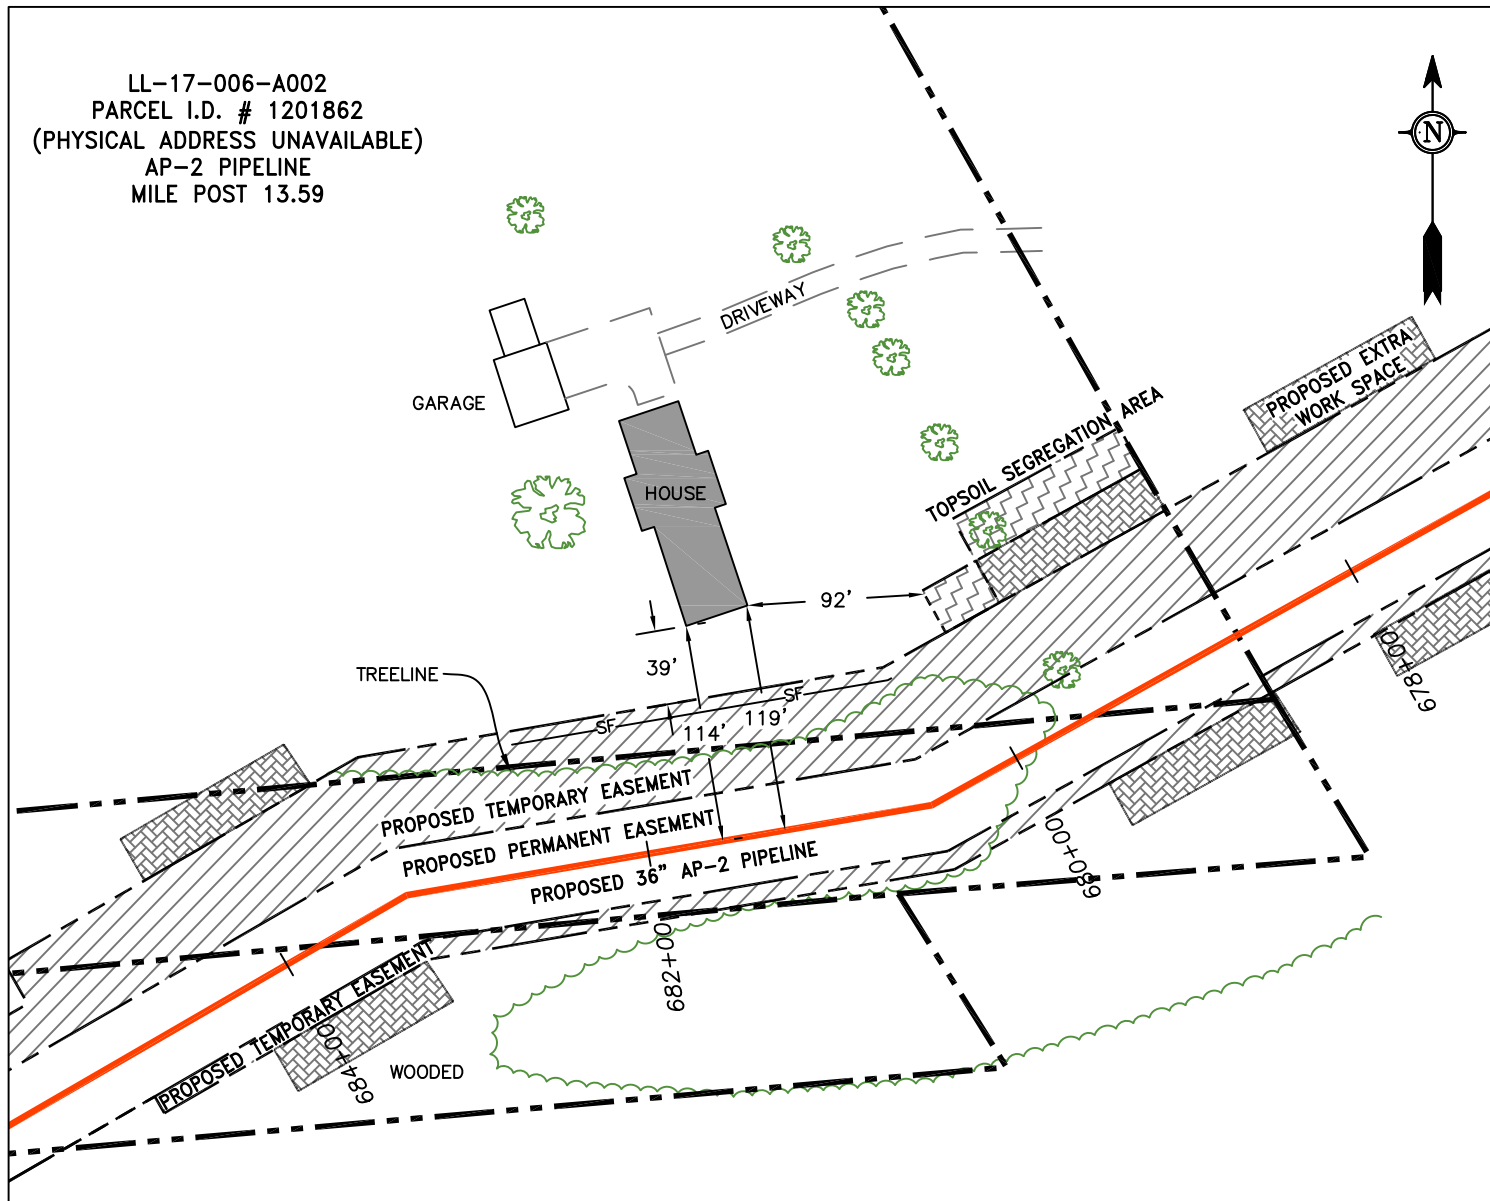 LL-17-006-A002
PARCEL I.D. # 1201862
(PHYSICAL ADDRESS UNAVAILABLE)
AP-2 PIPELINE
MILE POST 13.59
N
DRIVEWAY
GARAGE
HOUSE
TOPSOIL SEGREGATION AREA
PROPOSED EXTRA
WORK SPACE
92'
39'
TREELINE
SF
SF
114'
119'
PROPOSED TEMPORARY EASEMENT
PROPOSED PERMANENT EASEMENT
PROPOSED 36" AP-2 PIPELINE
678+00
680+00
682+00
684+00
PROPOSED TEMPORARY EASEMENT
WOODED